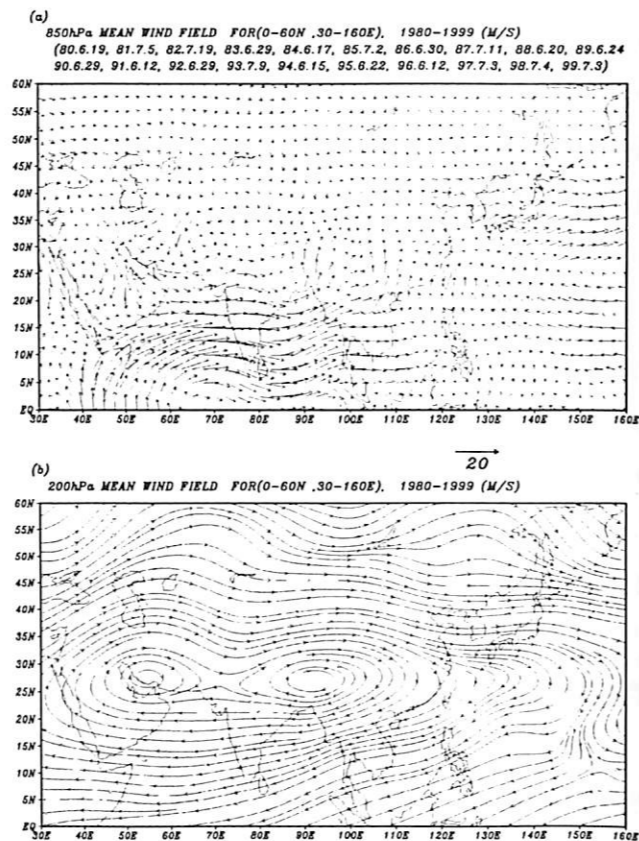 (a)
850hPa MEAN WIND FIELD FOR(0-60N ,30-160E). 1980-1999 (M/S)
(80.6.19, 81.7.5, 82.7.19, 83.6.29, 84.6.17, 85.7.2, 86.6.30, 87.7.11, 88.6.20, 89.6.24
90.6.29, 91.6.12, 92.6.29, 93.7.9, 94.6.15, 95.6.22, 96.6.12, 97.7.3, 98.7.4, 99.7.3)
60N
55N
50N
45N
40N
35N
30N
25N
20N
15N
10N
5N
EQ
30E 40E 50E 60E 70E 80E 90E 100E 110E 120E 130E 140E 150E 160E
20
(b)
200hPa MEAN WIND FIELD FOR(0-60N ,30-160E). 1980-1999 (M/S)
60N
55N
50N
45N
40N
35N
30N
25N
20N
15N
10N
5N
EQ
30E 40E 50E 60E 70E 80E 90E 100E 110E 120E 130E 140E 150E 160E